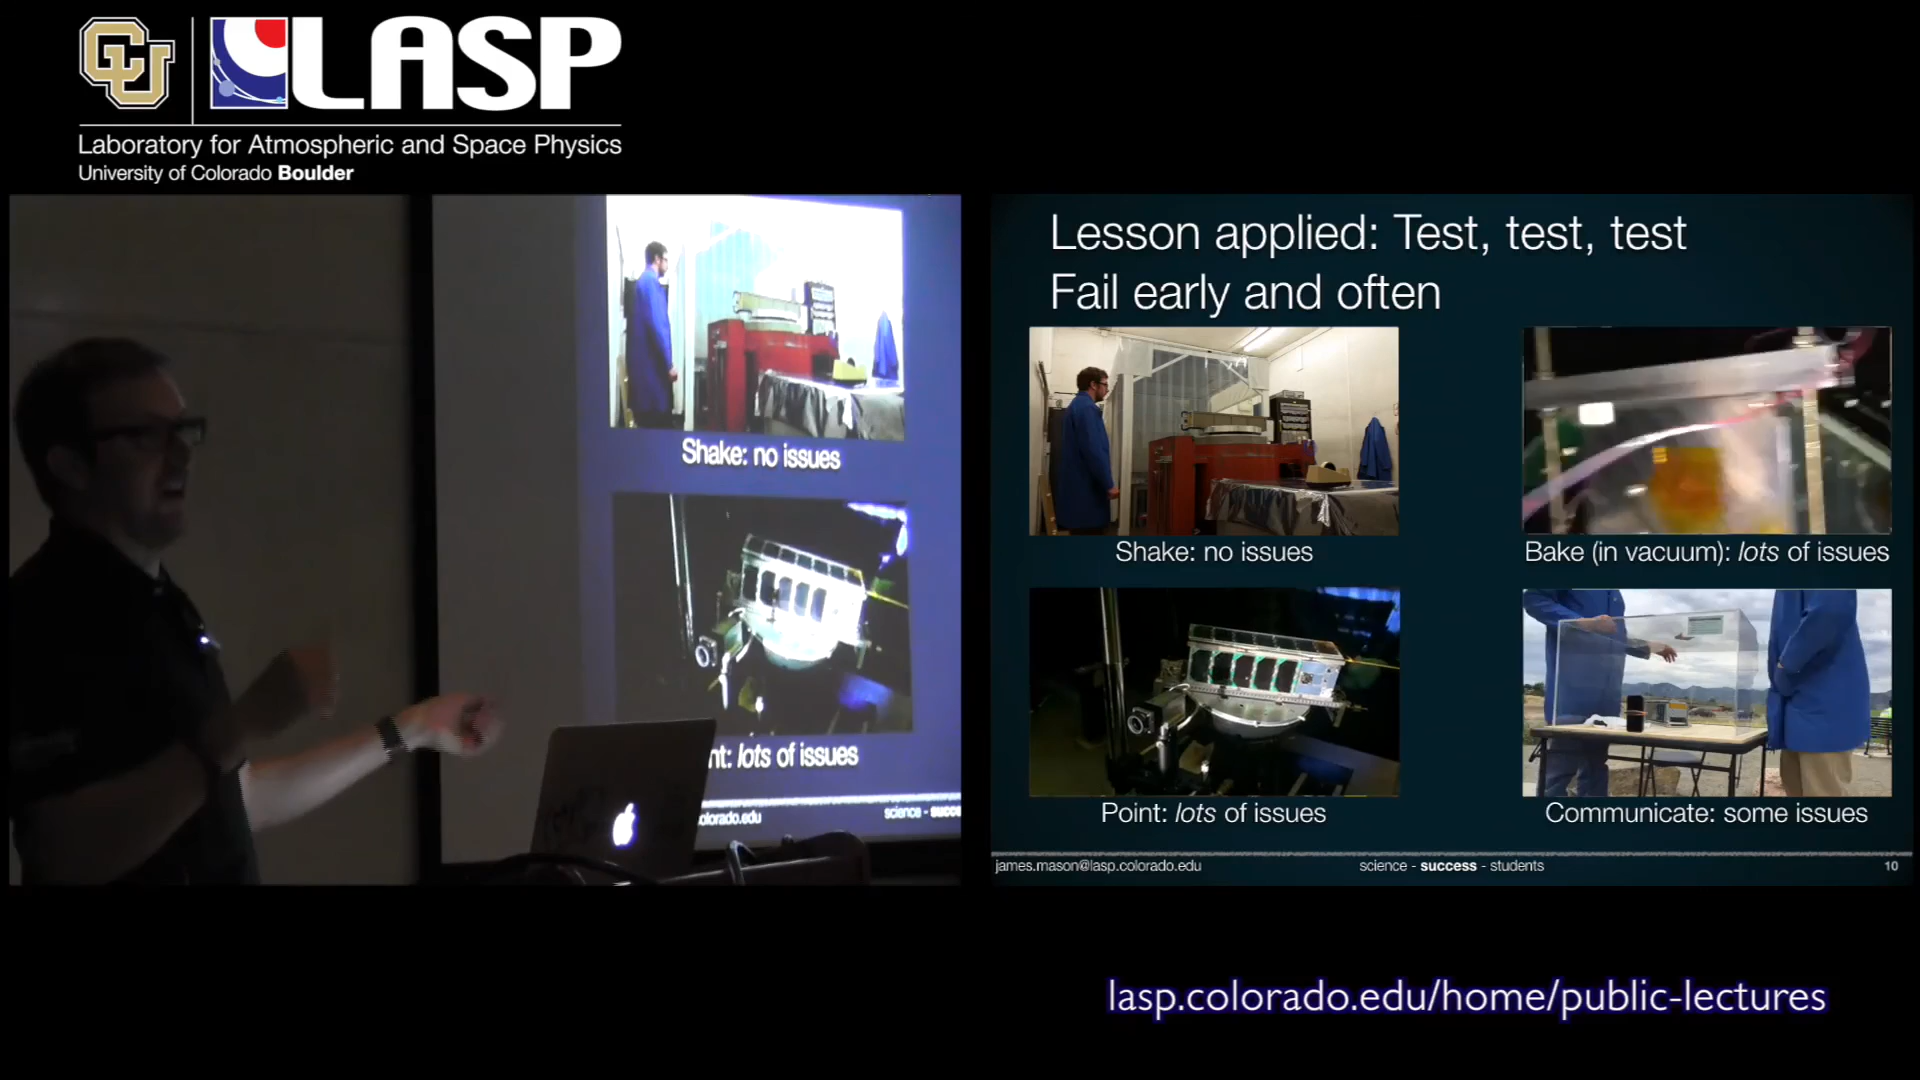 CU
LASP
Laboratory for Atmospheric and Space Physics
University of Colorado Boulder
Shake: no issues
nt: lots of issues
olorado.edu
science - succe
Lesson applied: Test, test, test
Fail early and often
Shake: no issues
Bake (in vacuum): lots of issues
Point: lots of issues
Communicate: some issues
james.mason@lasp.colorado.edu
science - success - students
10
lasp.colorado.edu/home/public-lectures